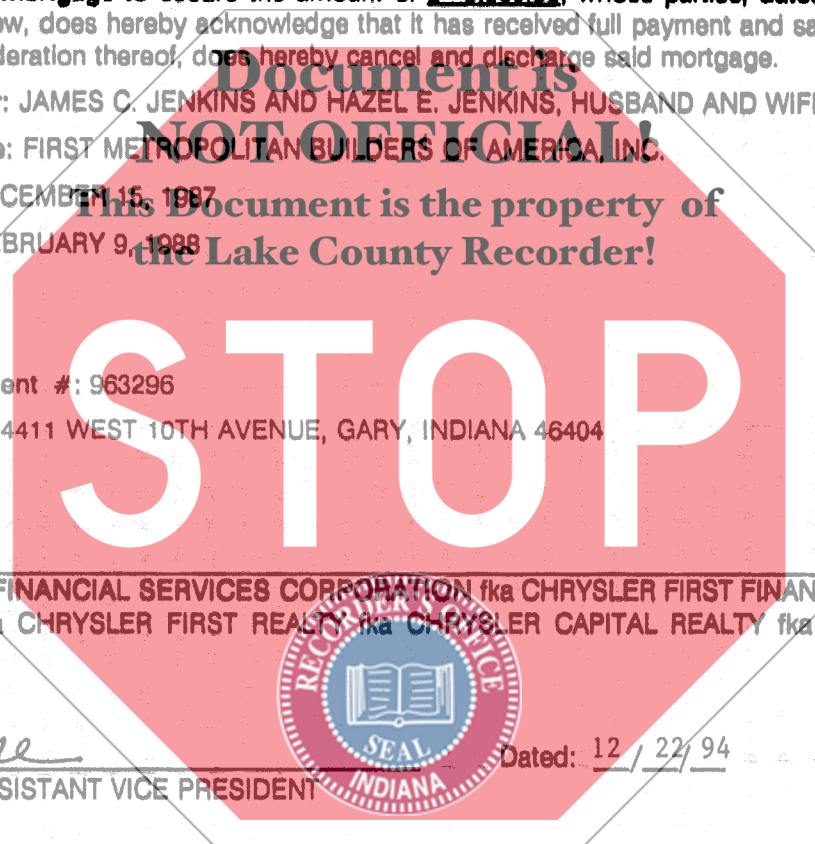 mortgage to secure the amount of whose parties, dates
ew, does hereby acknowledge that it has received full payment and sa
deration thereof, does hereby cancel and discharge said mortgage.
Document is
r: JAMES C. JENKINS AND HAZEL E. JENKINS, HUSBAND AND WIFE
NOT OFFICIAL!
e: FIRST METROPOLITAN BUILDERS OF AMERICA, INC.
CEMBER 15, 1987
This Document is the property of
EBRUARY 9, 1988
the Lake County Recorder!
STOP
ent #: 963296
4411 WEST 10TH AVENUE, GARY, INDIANA 46404
FINANCIAL SERVICES CORPORATION fka CHRYSLER FIRST FINAN
a CHRYSLER FIRST REALTY fka CHRYSLER CAPITAL REALTY fka
RECORDER'S OFFICE
SEAL
INDIANA
Dated: 12 / 22/ 94
SISTANT VICE PRESIDENT